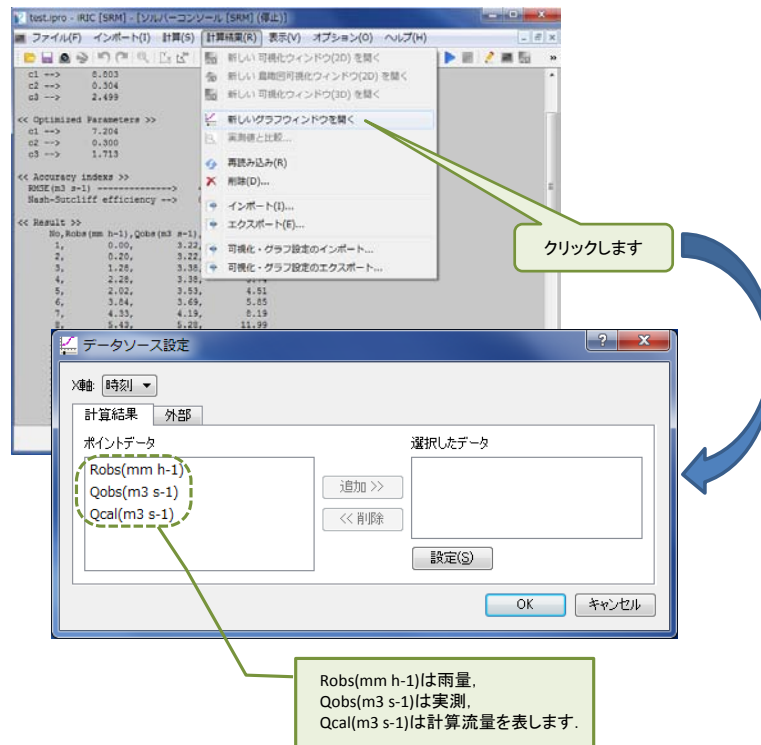 test.ipro - iRIC [SRM] - [ソルバーコンソール [SRM] (停止)]
ファイル(F) インポート(I) 計算(S) 計算結果(R) 表示(V) オプション(O) ヘルプ(H)
新しい 可視化ウィンドウ(2D) を開く
新しい 鳥瞰図可視化ウィンドウ(2D) を開く
新しい 可視化ウィンドウ(3D) を開く
新しいグラフウィンドウを開く
実測値と比較...
再読み込み(R)
削除(D)...
インポート(I)...
エクスポート(E)...
可視化・グラフ設定のインポート...
可視化・グラフ設定のエクスポート...
c1 --> 8.003
c2 --> 0.304
c3 --> 2.499
<< Optimized Parameters >>
c1 --> 7.204
c2 --> 0.300
c3 --> 1.713
<< Accuracy indexs >>
RMSE(m3 s-1) -------------->
Nash-Sutcliff efficiency -->
<< Result >>
No,Robs(mm h-1),Qobs(m3 s-1),
1, 0.00, 3.22,
2, 0.20, 3.22,
3, 1.26, 3.38,
4, 2.28, 3.38,
5, 2.02, 3.53, 4.51
6, 3.84, 3.69, 5.85
7, 4.33, 4.19, 8.19
8, 5.43, 5.28, 11.99
クリックします
データソース設定
X軸: 時刻
計算結果 外部
ポイントデータ 選択したデータ
Robs(mm h-1)
Qobs(m3 s-1)
Qcal(m3 s-1)
追加 >>
<< 削除
設定(S)
OK キャンセル
Robs(mm h-1)は雨量,
Qobs(m3 s-1)は実測,
Qcal(m3 s-1)は計算流量を表します.